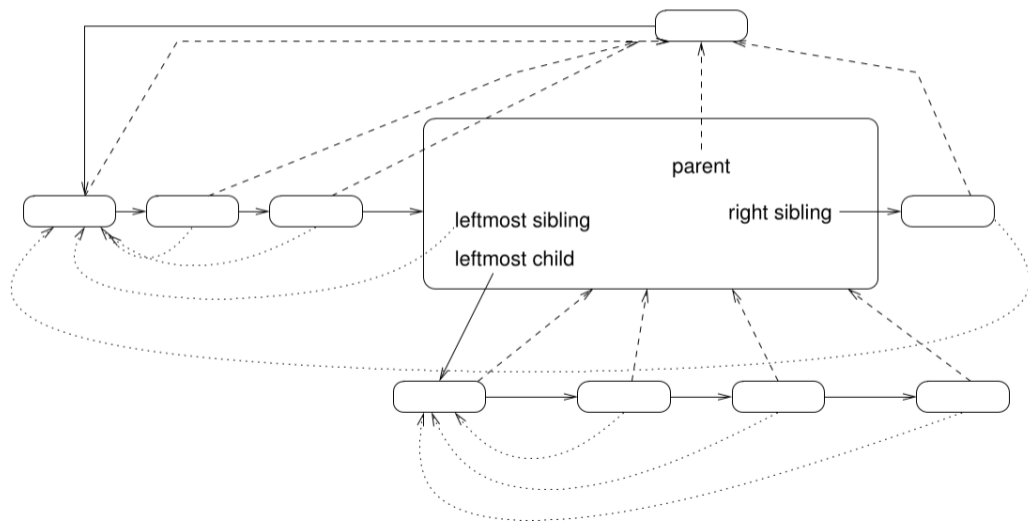 parent
right sibling
leftmost sibling
leftmost child